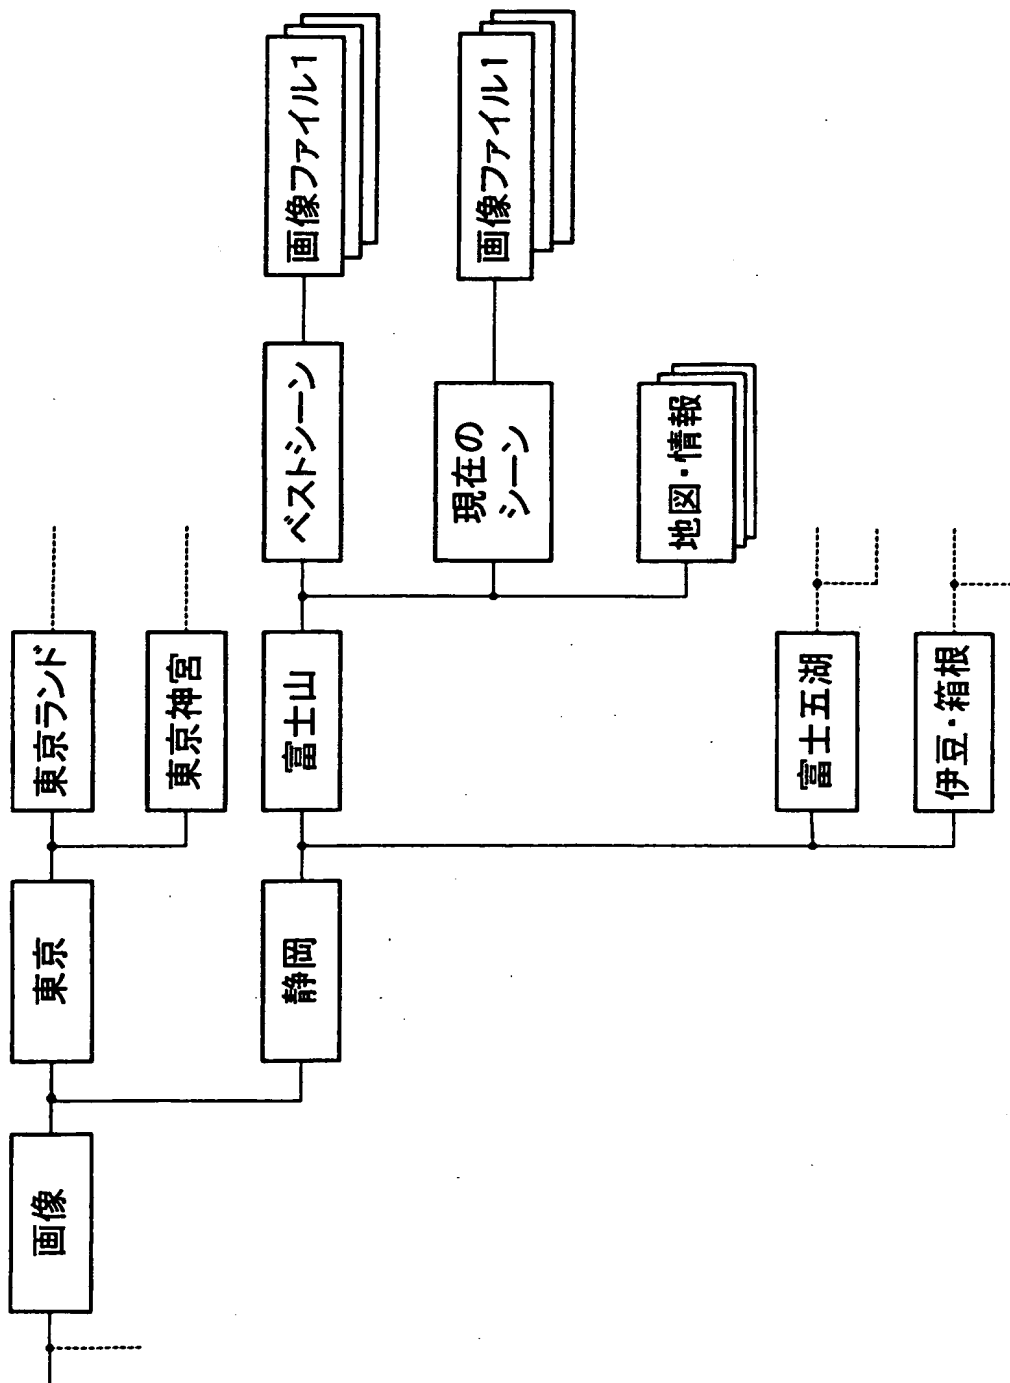 画像
東京
東京ランド
東京神宮
静岡
富士山
ベストシーン
画像ファイル1
現在の
シーン
画像ファイル1
地図・情報
富士五湖
伊豆・箱根